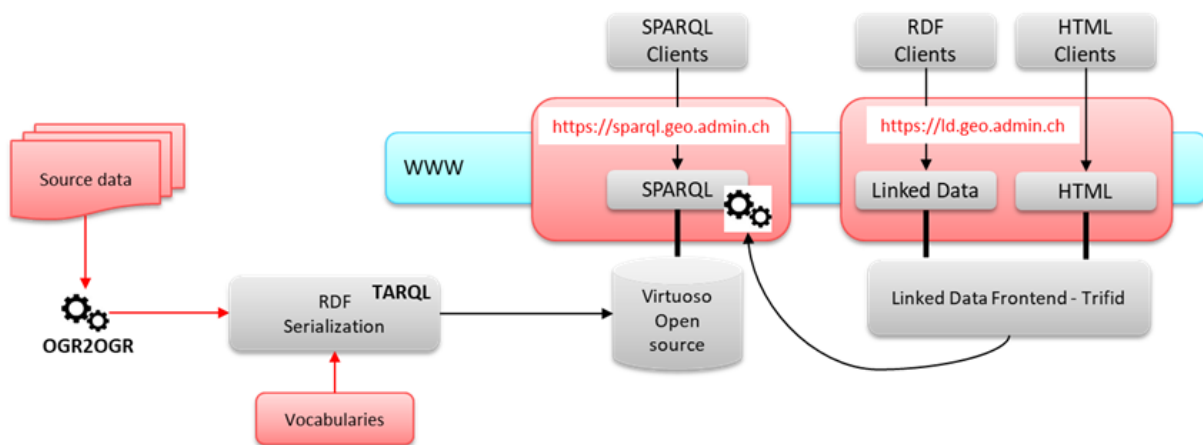 SPARQL
Clients
RDF
Clients
HTML
Clients
https://sparql.geo.admin.ch
https://ld.geo.admin.ch
WWW
Source data
SPARQL
Linked Data
HTML
OGR2OGR
TARQL
RDF
Serialization
Virtuoso
Open
source
Linked Data Frontend - Trifid
Vocabularies